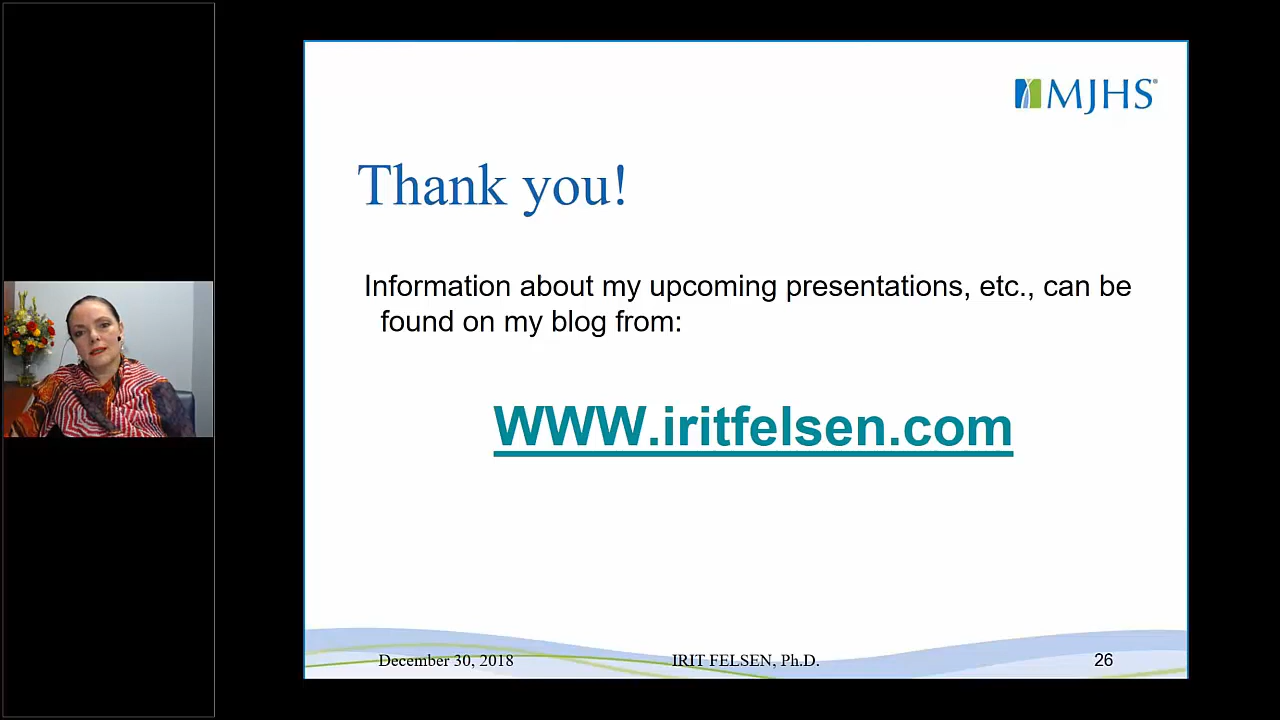 MJHS®
Thank you!
Information about my upcoming presentations, etc., can be
found on my blog from:
WWW.iritfelsen.com
December 30, 2018 IRIT FELSEN, Ph.D. 26